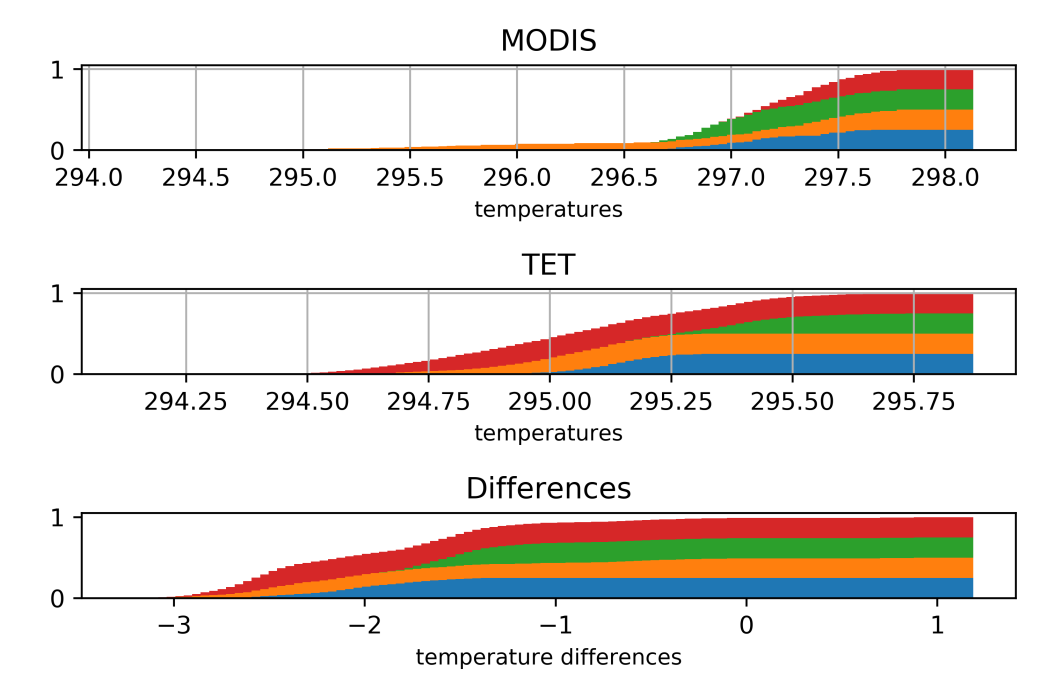 MODIS
1
0
294.0 294.5 295.0 295.5 296.0 296.5 297.0 297.5 298.0
temperatures
TET
1
0
294.25 294.50 294.75 295.00 295.25 295.50 295.75
temperatures
Differences
1
0
−3 −2 −1 0 1
temperature differences